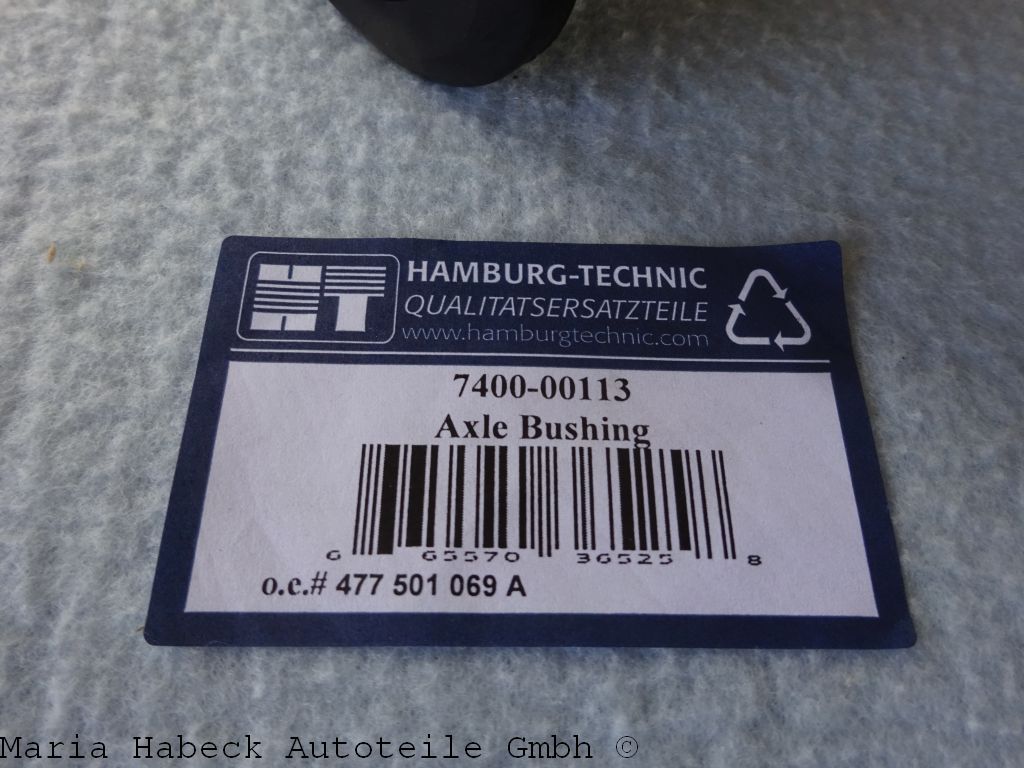 HT
HAMBURG-TECHNIC
QUALITATSERSATZTEILE
www.hamburgtechnic.com
7400-00113
Axle Bushing
6 65570 36525 8
o.e.# 477 501 069 A
Maria Habeck Autoteile Gmbh ©